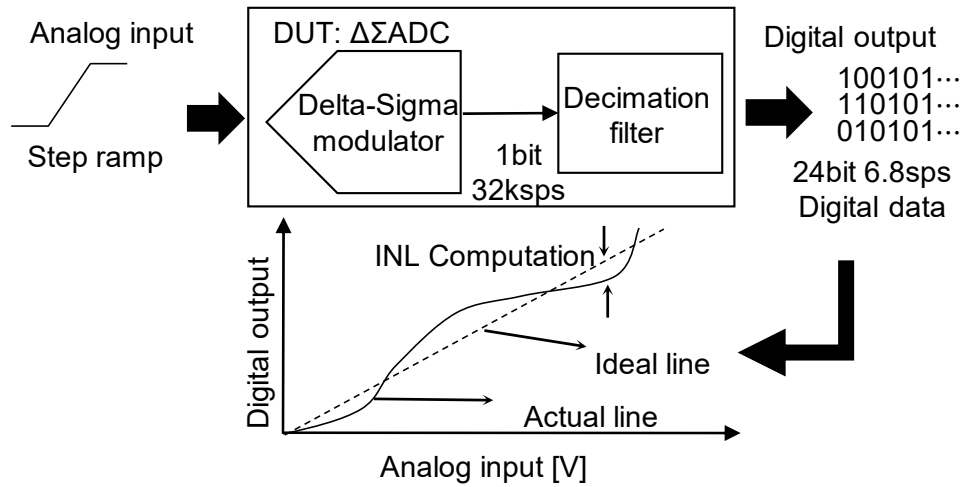 Analog input
Step ramp
DUT: ΔΣADC
Delta-Sigma
modulator
1bit
32ksps
Decimation
filter
Digital output
100101⋯
110101⋯
010101⋯
24bit 6.8sps
Digital data
INL Computation
Ideal line
Actual line
Digital output
Analog input [V]